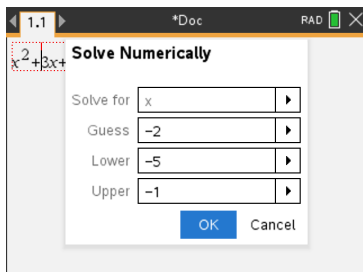 1.1 *Doc RAD
x²+3x+
Solve Numerically
Solve for x
Guess −2
Lower −5
Upper −1
OK Cancel